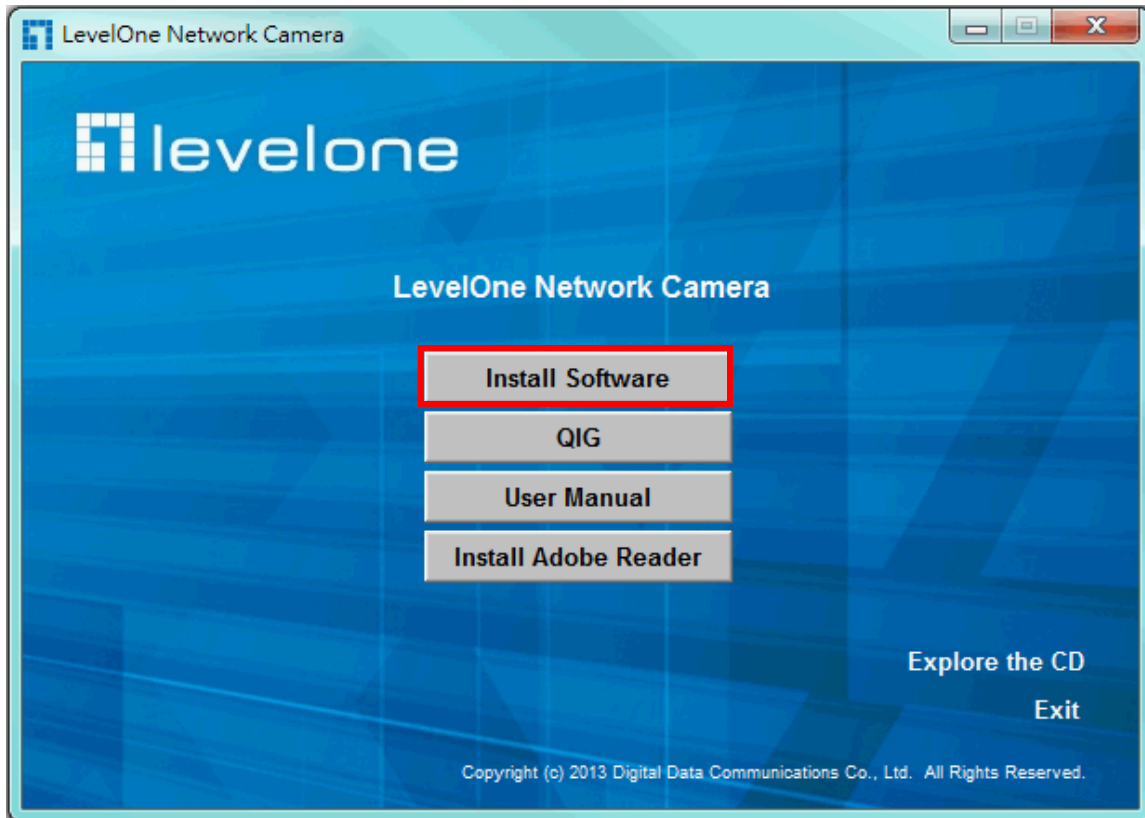 LevelOne Network Camera
levelone
LevelOne Network Camera
Install Software
QIG
User Manual
Install Adobe Reader
Explore the CD
Exit
Copyright (c) 2013 Digital Data Communications Co., Ltd. All Rights Reserved.